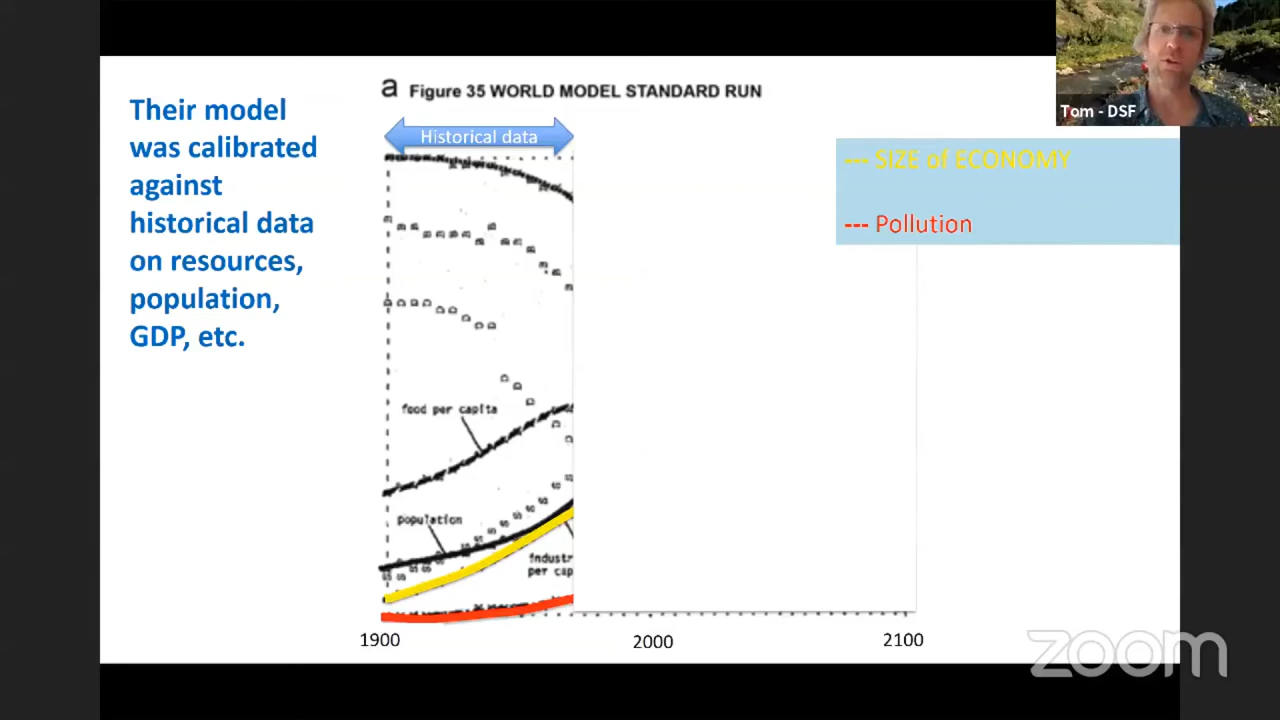 Their model
was calibrated
against
historical data
on resources,
population,
GDP, etc.
a Figure 35 WORLD MODEL STANDARD RUN
Historical data
Tom - DSF
--- SIZE of ECONOMY
--- Pollution
food per capita
population
industr
per cap
1900
2000
2100
zoom